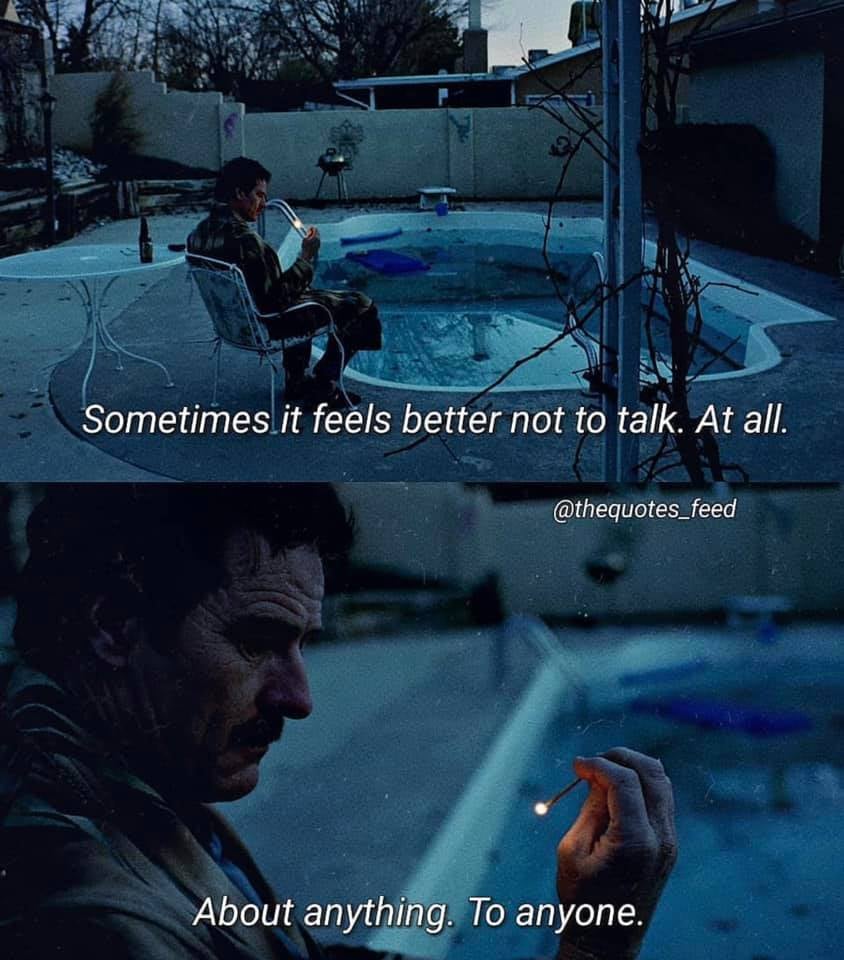 Sometimes it feels better not to talk. At all.
@thequotes_feed
About anything. To anyone.